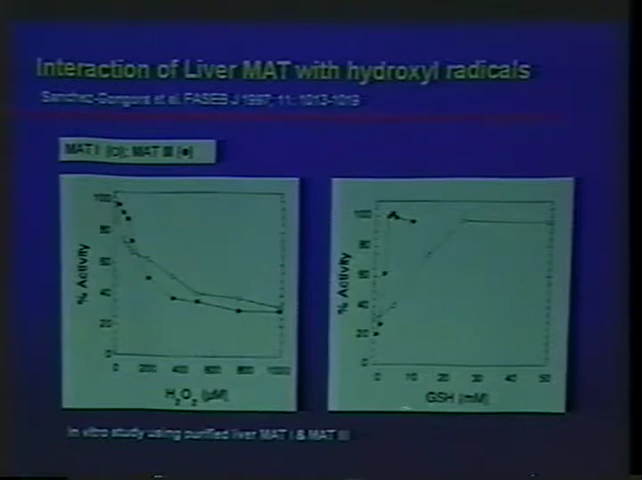 Interaction of Liver MAT with hydroxyl radicals
Sanchez-Gongora et al. FASEB J 1997; 11: 1013-1019
MAT I (o); MAT III (●)
% Activity
100
80
60
40
20
0
0 200 400 600 800 1000
H2O2 (µM)
% Activity
100
80
60
40
20
0
0 10 20 30 40 50
GSH (mM)
In vitro study using purified liver MAT I & MAT III